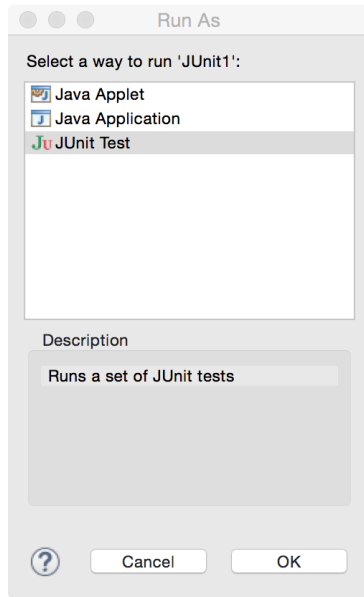 Run As
Select a way to run 'JUnit1':
Java Applet
Java Application
JU JUnit Test
Description
Runs a set of JUnit tests
?
Cancel
OK